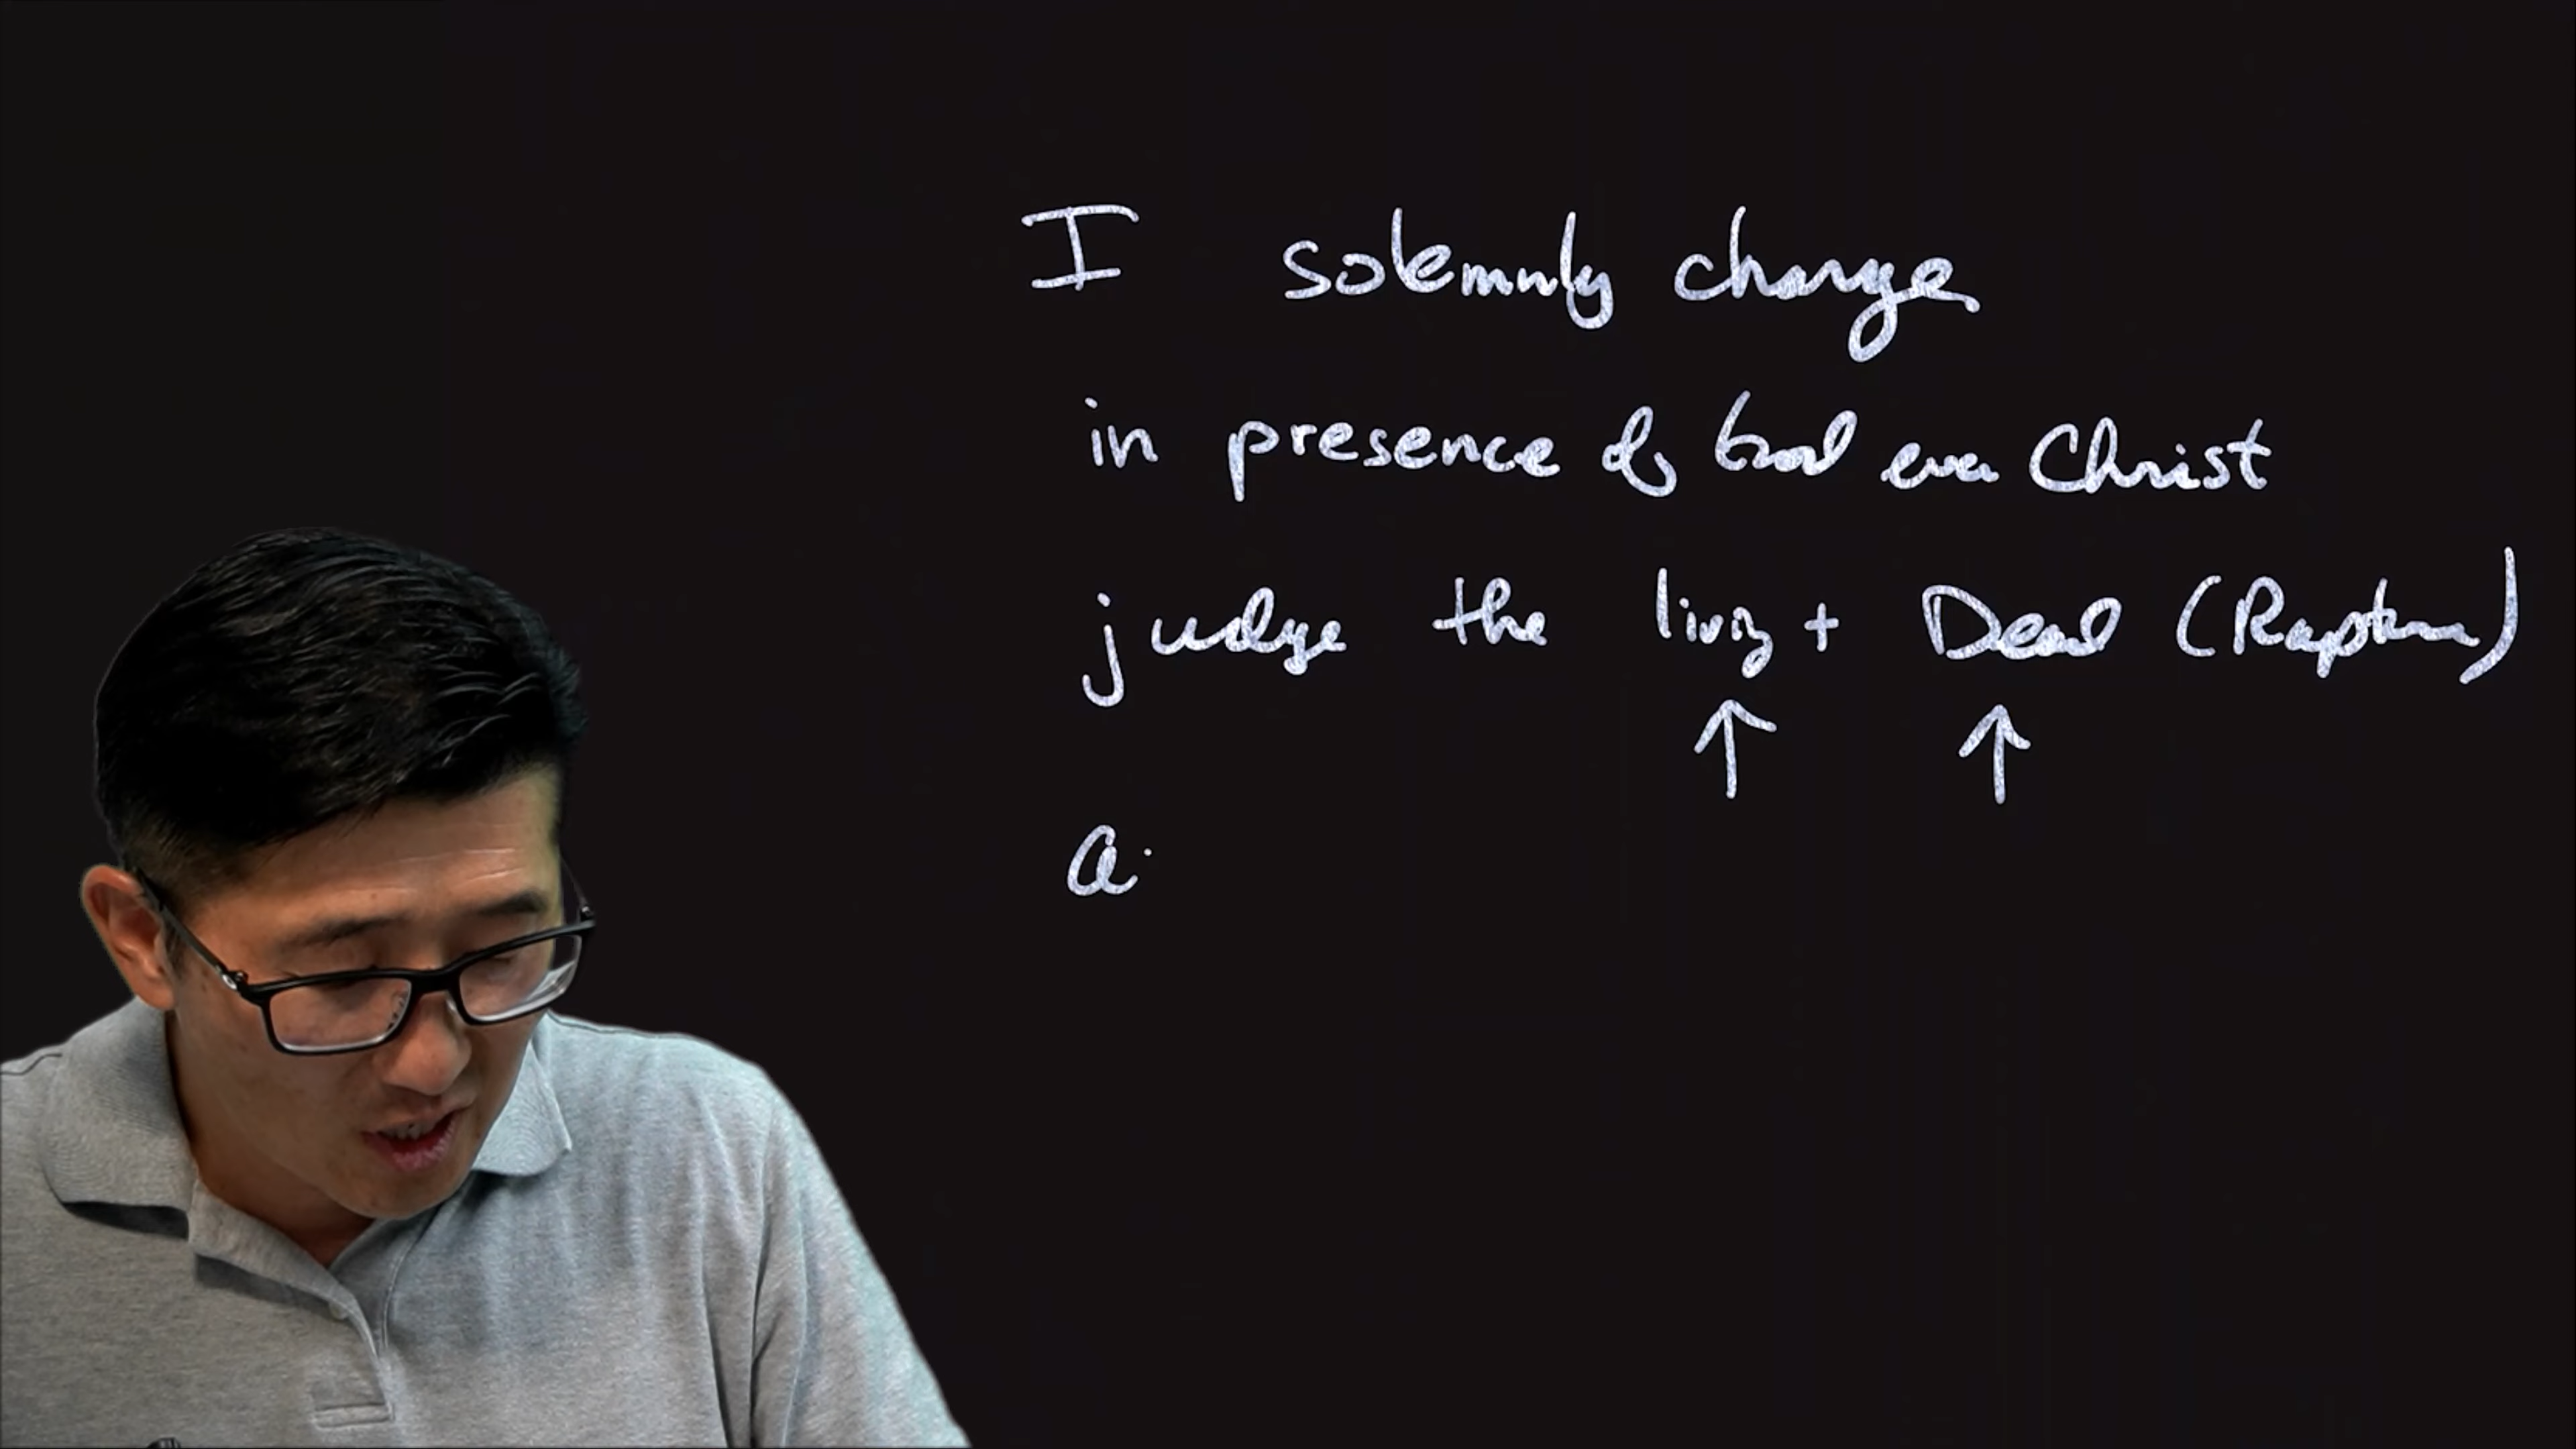 I solemnly charge
in presence of God even Christ
judge the living + Dead (Rapture)
↑ ↑
a